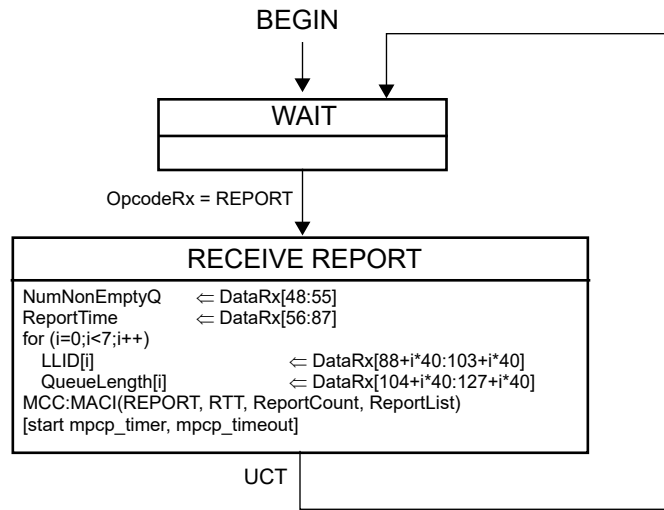 BEGIN
WAIT
OpcodeRx = REPORT
RECEIVE REPORT
NumNonEmptyQ ⇐ DataRx[48:55]
ReportTime ⇐ DataRx[56:87]
for (i=0;i<7;i++)
LLID[i] ⇐ DataRx[88+i*40:103+i*40]
QueueLength[i] ⇐ DataRx[104+i*40:127+i*40]
MCC:MACI(REPORT, RTT, ReportCount, ReportList)
[start mpcp_timer, mpcp_timeout]
UCT